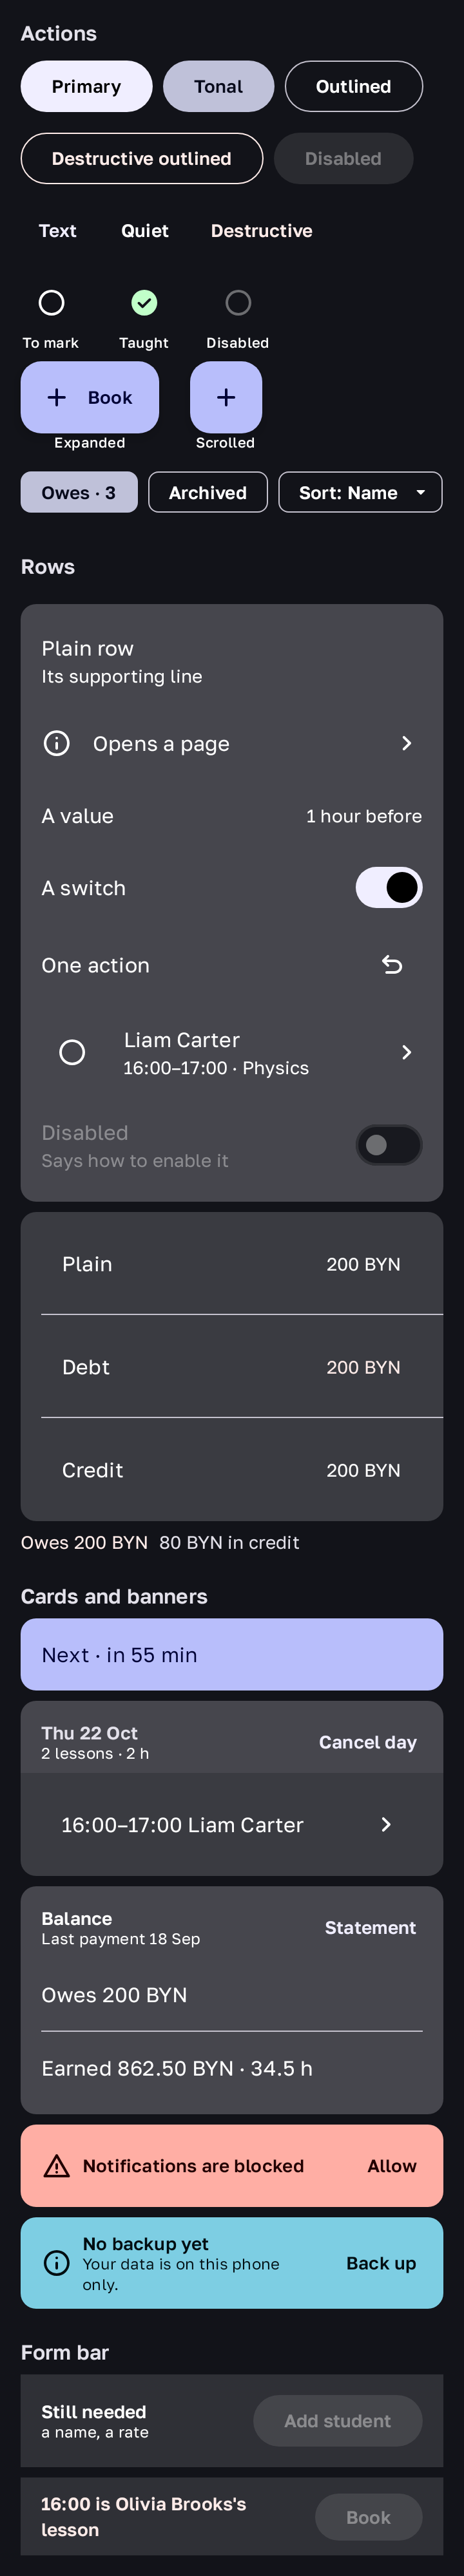 Actions
Primary
Tonal
Outlined
Destructive outlined
Disabled
Text
Quiet
Destructive
To mark
Taught
Disabled
Book
Expanded
Scrolled
Owes · 3
Archived
Sort: Name
Rows
Plain row
Its supporting line
Opens a page
A value
1 hour before
A switch
One action
Liam Carter
16:00–17:00 · Physics
Disabled
Says how to enable it
Plain
200 BYN
Debt
200 BYN
Credit
200 BYN
Owes 200 BYN
80 BYN in credit
Cards and banners
Next · in 55 min
Thu 22 Oct
2 lessons · 2 h
Cancel day
16:00–17:00 Liam Carter
Balance
Last payment 18 Sep
Statement
Owes 200 BYN
Earned 862.50 BYN · 34.5 h
Notifications are blocked
Allow
No backup yet
Your data is on this phone
only.
Back up
Form bar
Still needed
a name, a rate
Add student
16:00 is Olivia Brooks's
lesson
Book